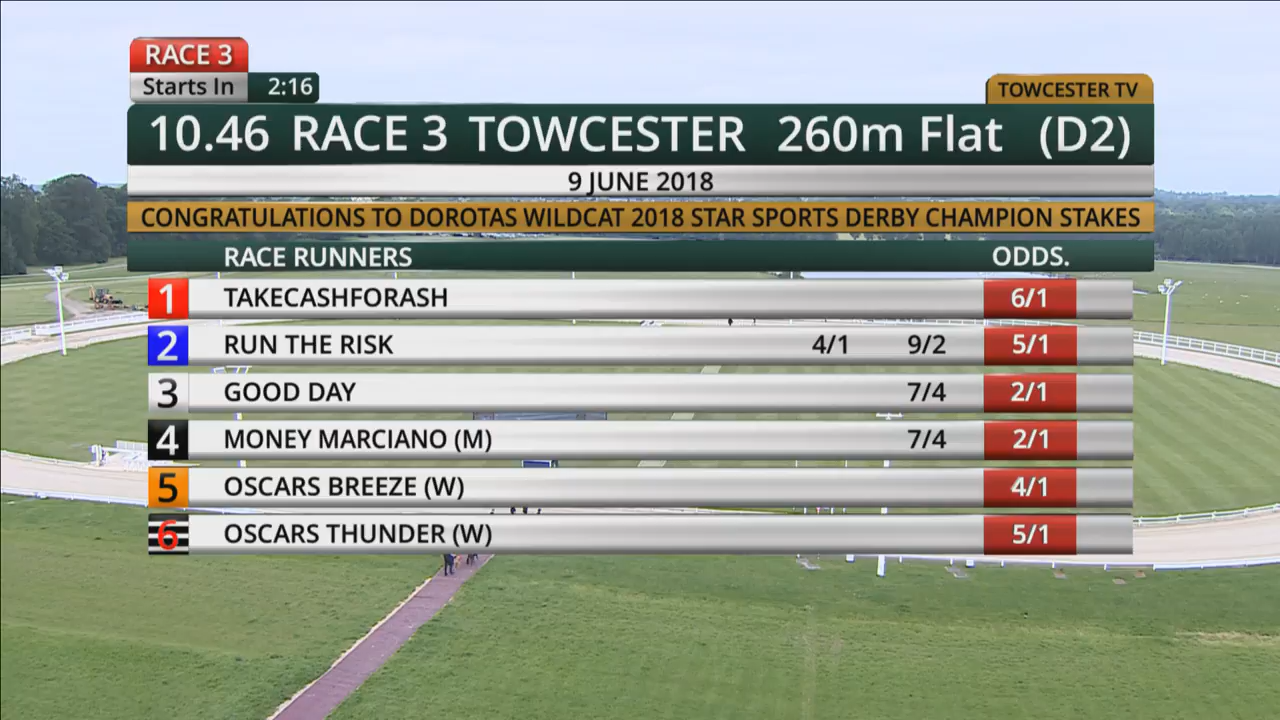 RACE 3
Starts In 2:16
TOWCESTER TV
10.46 RACE 3 TOWCESTER 260m Flat (D2)
9 JUNE 2018
CONGRATULATIONS TO DOROTAS WILDCAT 2018 STAR SPORTS DERBY CHAMPION STAKES
RACE RUNNERS ODDS.
1 TAKECASHFORASH 6/1
2 RUN THE RISK 4/1 9/2 5/1
3 GOOD DAY 7/4 2/1
4 MONEY MARCIANO (M) 7/4 2/1
5 OSCARS BREEZE (W) 4/1
6 OSCARS THUNDER (W) 5/1